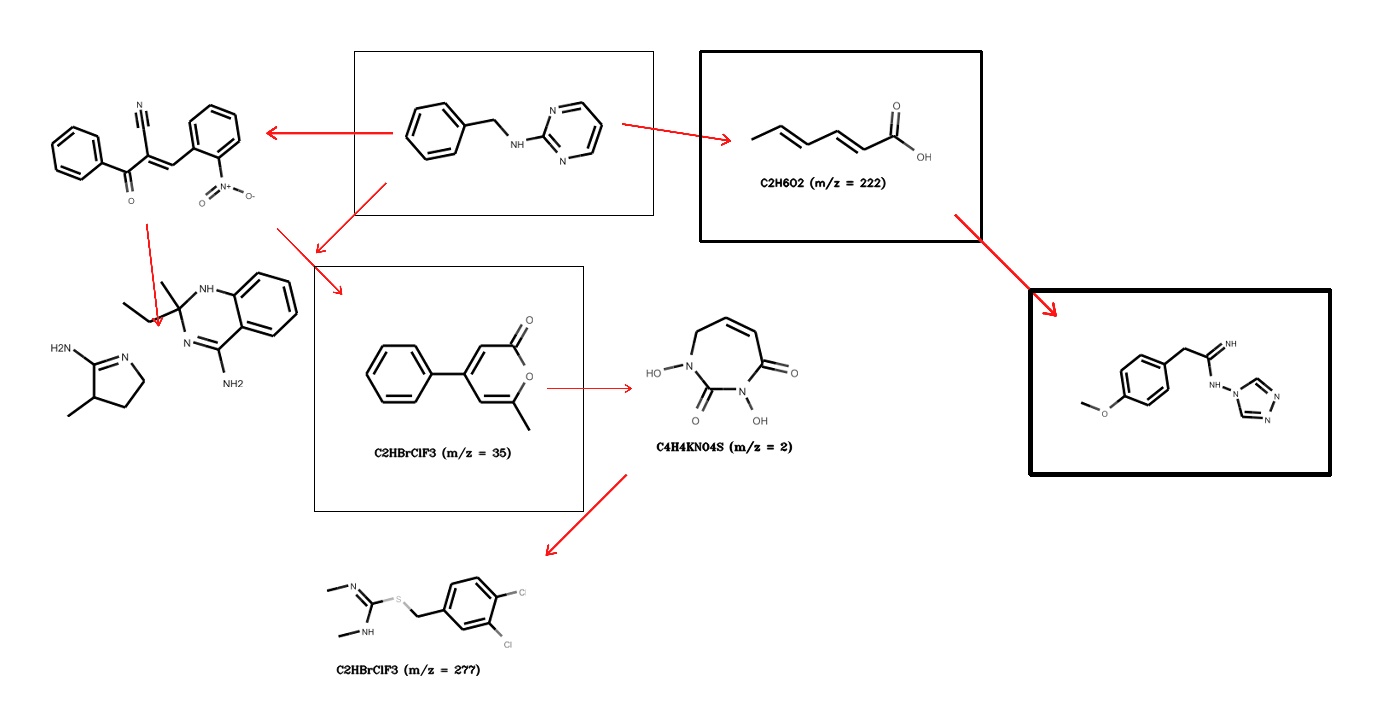 N
O
N+
O
O-
N
NH
N
O
OH
C2H6O2 (m/z = 222)
NH
N
NH2
H2N
N
O
O
C2HBrClF3 (m/z = 35)
HO
N
O
N
O
OH
C4H4KNO4S (m/z = 2)
NH
NH
N
N
N
O
N
S
NH
Cl
Cl
C2HBrClF3 (m/z = 277)